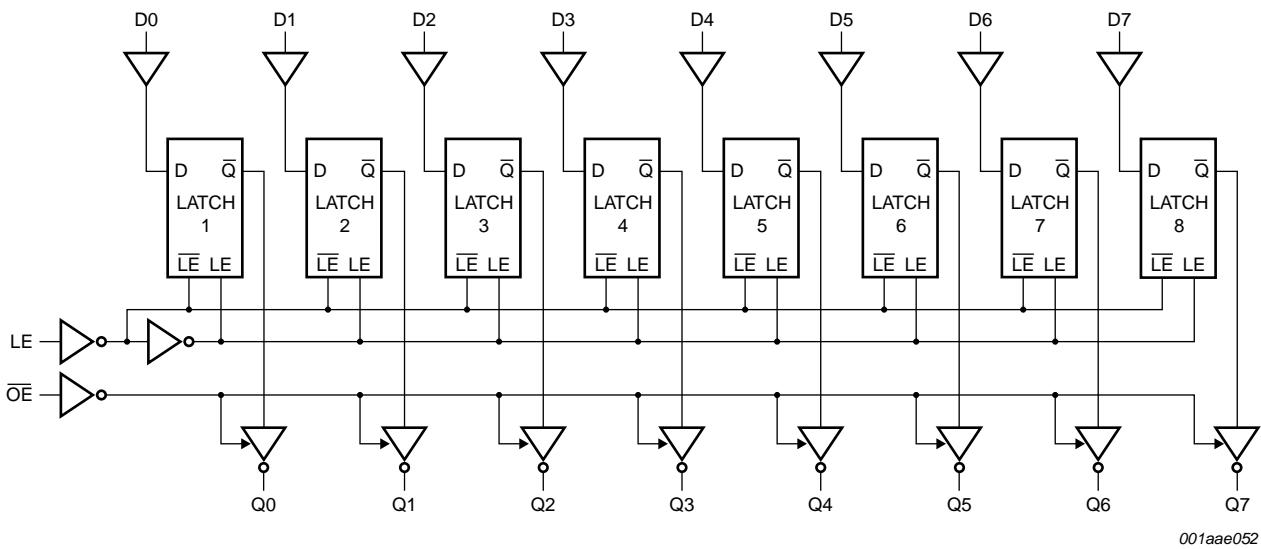 D0 D1 D2 D3 D4 D5 D6 D7
D Q̅ D Q̅ D Q̅ D Q̅ D Q̅ D Q̅ D Q̅ D Q̅
LATCH LATCH LATCH LATCH LATCH LATCH LATCH LATCH
1 2 3 4 5 6 7 8
L̅E̅ LE L̅E̅ LE L̅E̅ LE L̅E̅ LE L̅E̅ LE L̅E̅ LE L̅E̅ LE L̅E̅ LE
LE
O̅E̅
Q0 Q1 Q2 Q3 Q4 Q5 Q6 Q7
001aae052